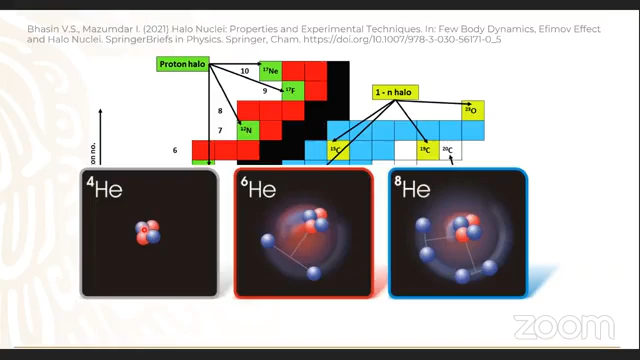 Bhasin V.S., Mazumdar I. (2021) Halo Nuclei: Properties and Experimental Techniques. In: Few Body Dynamics, Efimov Effect
and Halo Nuclei. SpringerBriefs in Physics. Springer, Cham. https://doi.org/10.1007/978-3-030-56171-0_5
Proton halo
10
17Ne
9
17F
1 - n halo
8
26O
7
12N
6
15C
19C
20C
on no.
4He
6He
8He
zoom